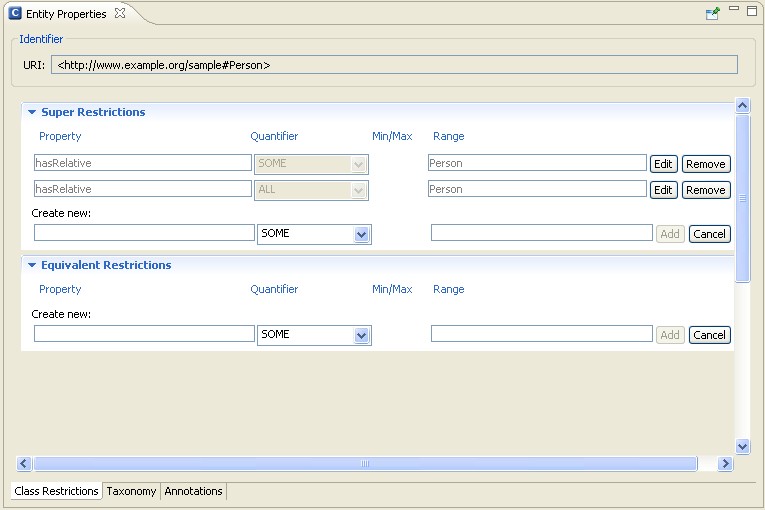 C Entity Properties
Identifier
URI: <http://www.example.org/sample#Person>
Super Restrictions
Property Quantifier Min/Max Range
hasRelative SOME Person Edit Remove
hasRelative ALL Person Edit Remove
Create new:
SOME Add Cancel
Equivalent Restrictions
Property Quantifier Min/Max Range
Create new:
SOME Add Cancel
Class Restrictions Taxonomy Annotations